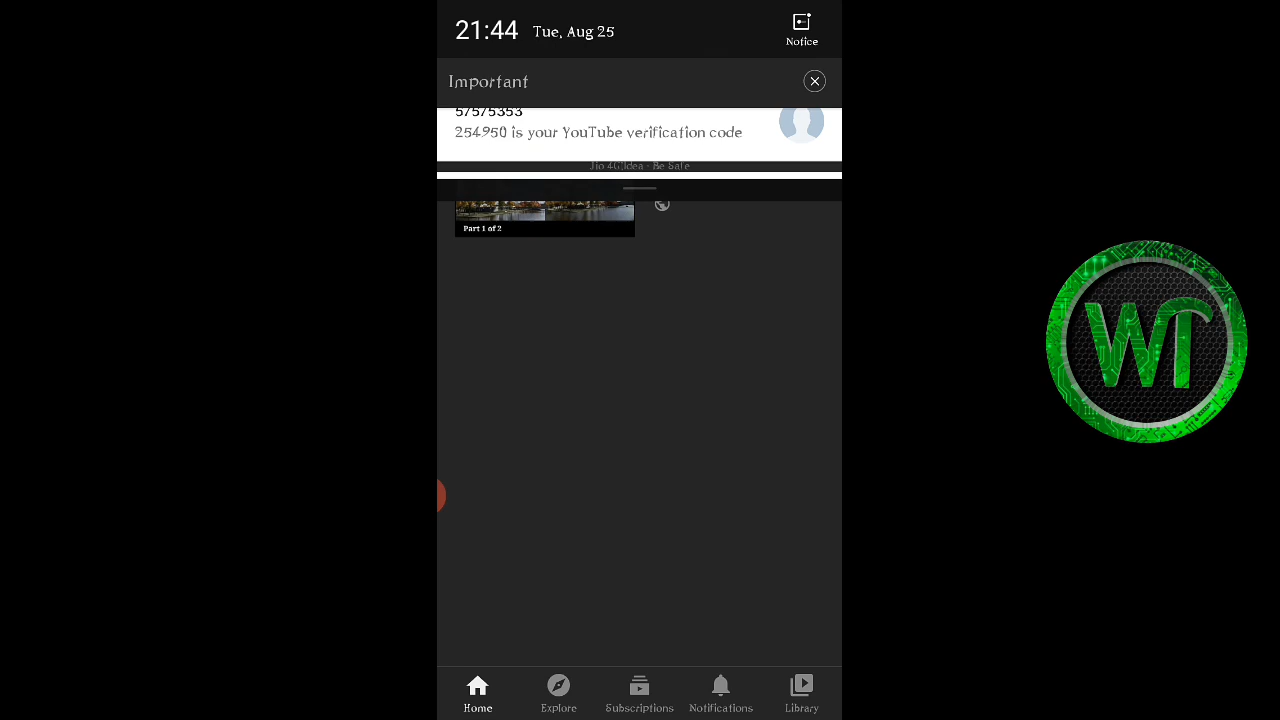 21:44 Tue, Aug 25
Notice
Important
57575353
254950 is your YouTube verification code
Jio 4G|Idea - Be Safe
Part 1 of 2
WT
Home Explore Subscriptions Notifications Library